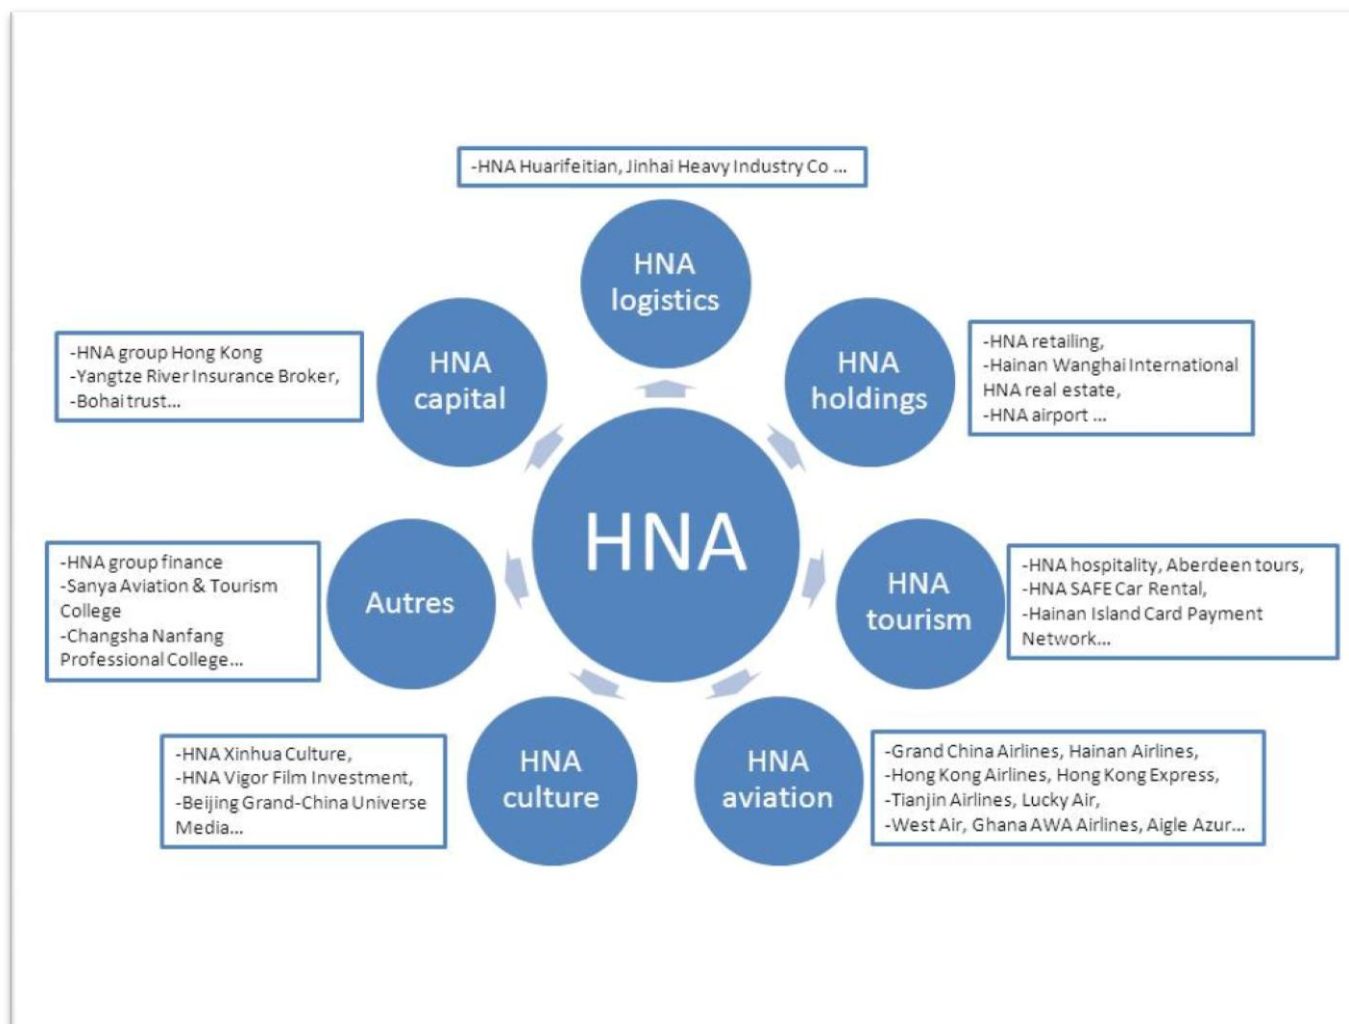 -HNA Huarifeitian, Jinhai Heavy Industry Co ...
HNA
logistics
HNA
capital
-HNA group Hong Kong
-Yangtze River Insurance Broker,
-Bohai trust...
HNA
holdings
-HNA retailing,
-Hainan Wanghai International
HNA real estate,
-HNA airport ...
HNA
Autres
-HNA group finance
-Sanya Aviation & Tourism
College
-Changsha Nanfang
Professional College...
HNA
tourism
-HNA hospitality, Aberdeen tours,
-HNA SAFE Car Rental,
-Hainan Island Card Payment
Network...
HNA
culture
-HNA Xinhua Culture,
-HNA Vigor Film Investment,
-Beijing Grand-China Universe
Media...
HNA
aviation
-Grand China Airlines, Hainan Airlines,
-Hong Kong Airlines, Hong Kong Express,
-Tianjin Airlines, Lucky Air,
-West Air, Ghana AWA Airlines, Aigle Azur...